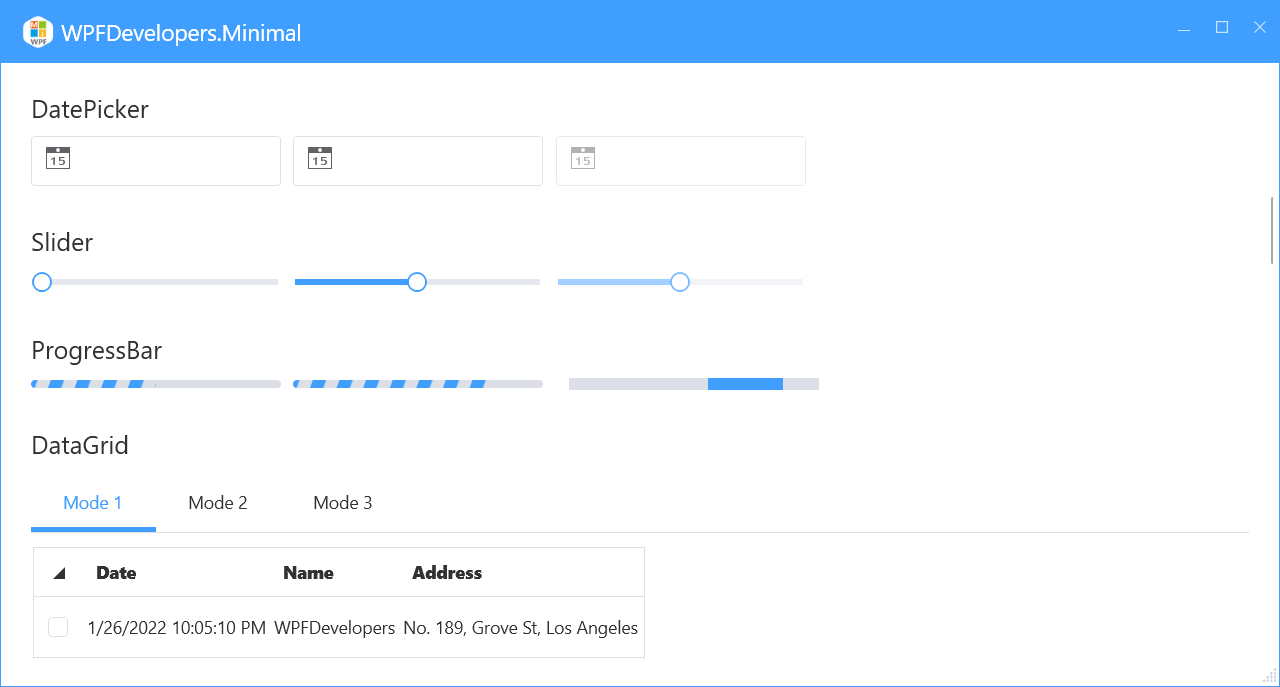 WPFDevelopers.Minimal
DatePicker
15 15 15
Slider
ProgressBar
DataGrid
Mode 1 Mode 2 Mode 3
Date Name Address
1/26/2022 10:05:10 PM WPFDevelopers No. 189, Grove St, Los Angeles